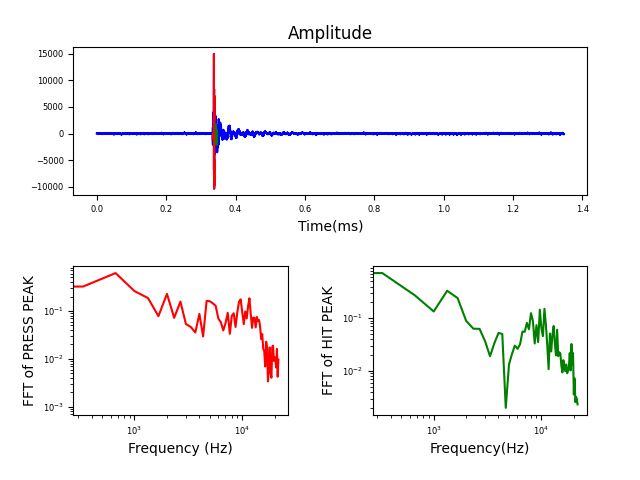 Amplitude
15000
10000
5000
0
−5000
−10000
0.0 0.2 0.4 0.6 0.8 1.0 1.2 1.4
Time(ms)
FFT of PRESS PEAK
10⁻¹
10⁻²
10⁻³
10³ 10⁴
Frequency (Hz)
FFT of HIT PEAK
10⁻¹
10⁻²
10³ 10⁴
Frequency(Hz)